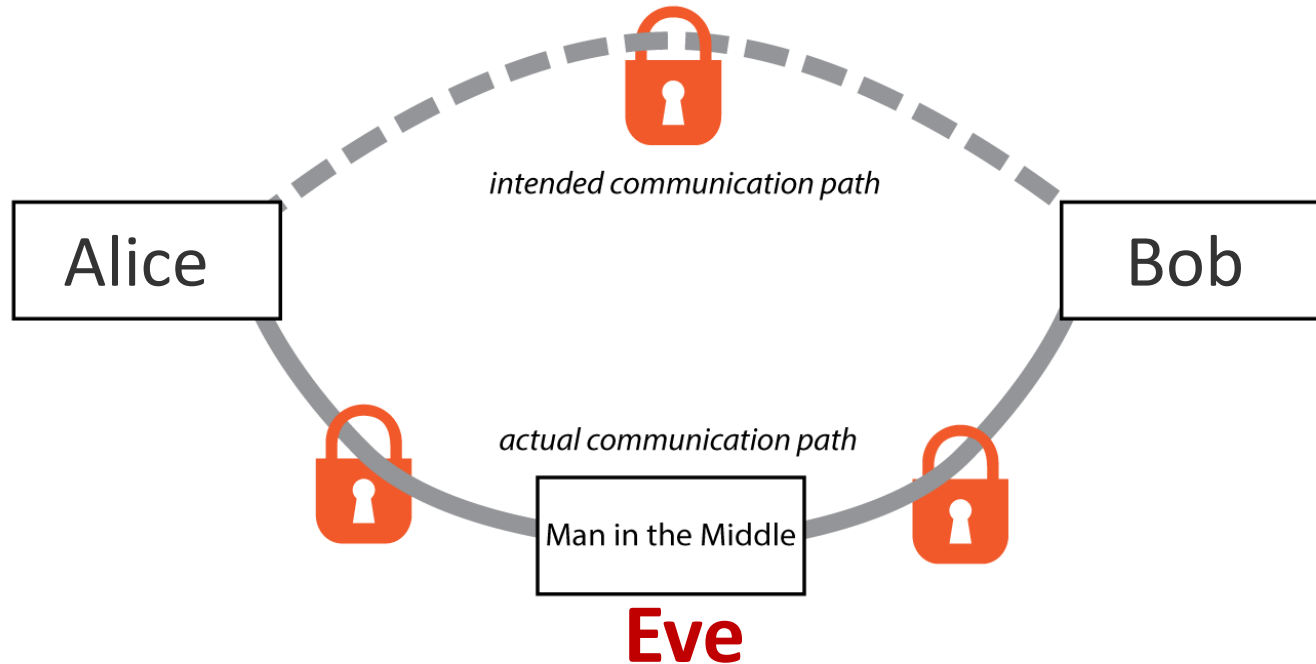 intended communication path
Alice
Bob
actual communication path
Man in the Middle
Eve